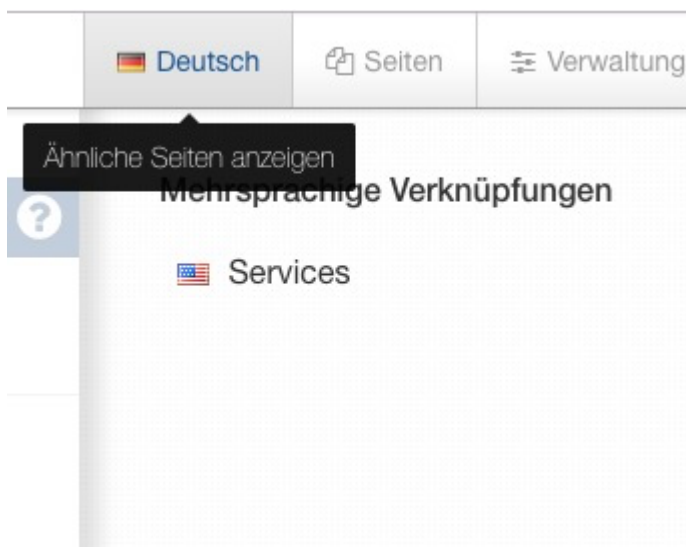 Deutsch
Seiten
Verwaltung
Ähnliche Seiten anzeigen
Mehrsprachige Verknüpfungen
?
Services